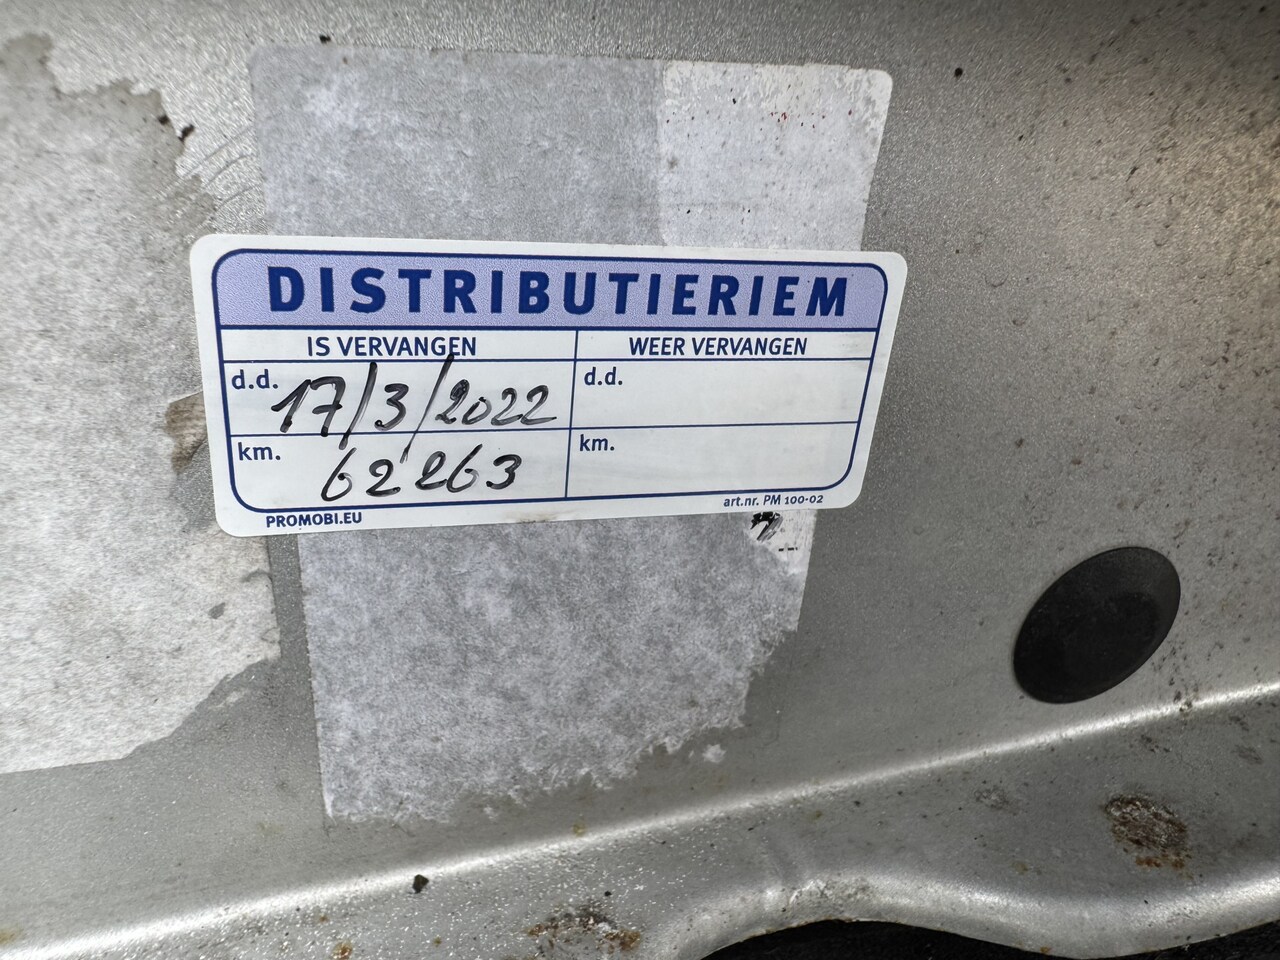 DISTRIBUTIERIEM
IS VERVANGEN
WEER VERVANGEN
d.d. 17/3/2022
d.d.
km. 62263
km.
PROMOBI.EU
art.nr. PM 100-02